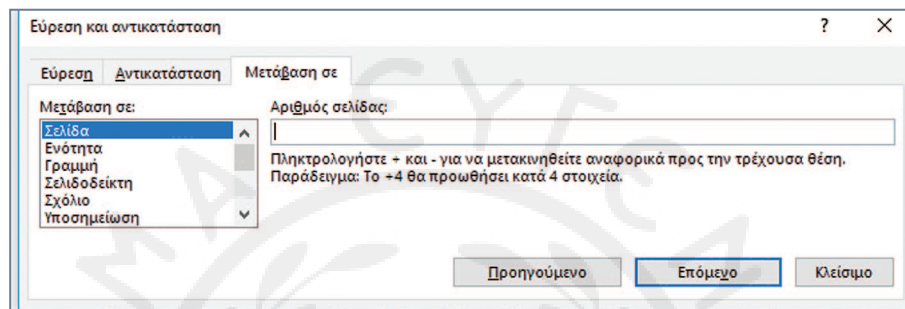 Εύρεση και αντικατάσταση
? ×
Εύρεση Αντικατάσταση Μετάβαση σε
Μετάβαση σε: Αριθμός σελίδας:
Σελίδα
Ενότητα
Γραμμή
Σελιδοδείκτη
Σχόλιο
Υποσημείωση
Πληκτρολογήστε + και - για να μετακινηθείτε αναφορικά προς την τρέχουσα θέση.
Παράδειγμα: Το +4 θα προωθήσει κατά 4 στοιχεία.
Προηγούμενο Επόμενο Κλείσιμο